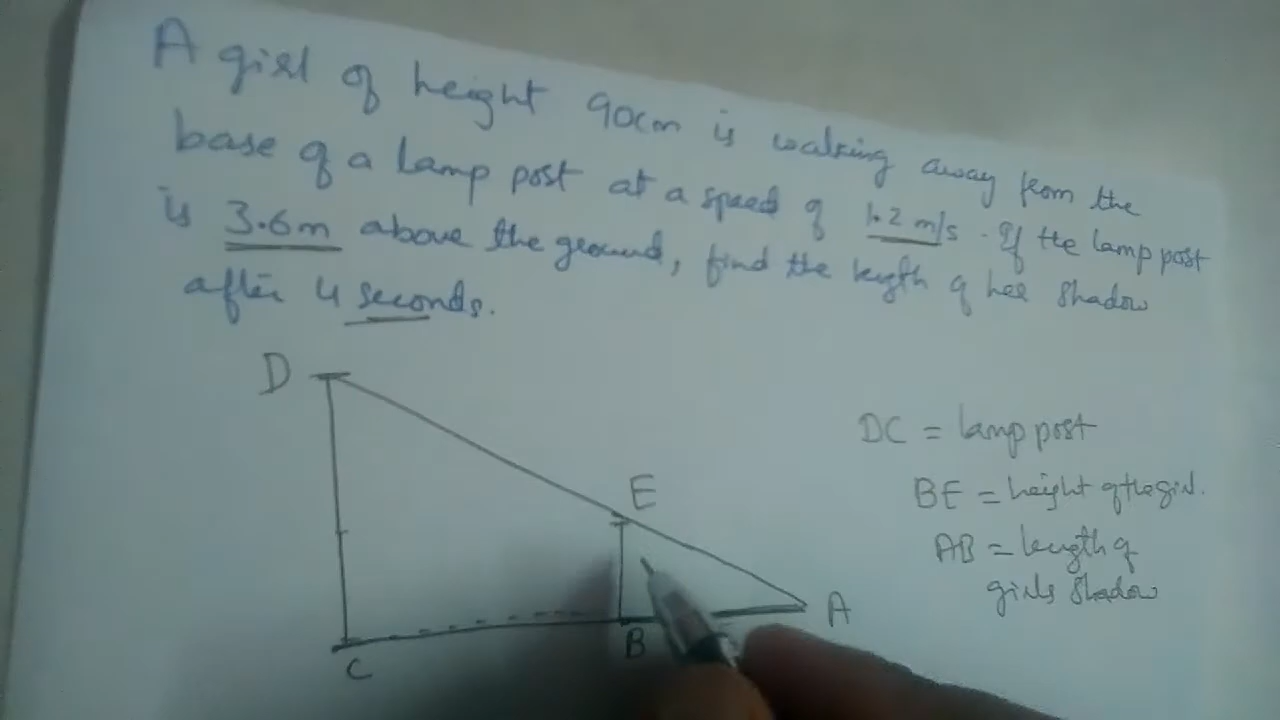 A girl of height 90cm is walking away from the
base of a lamp post at a speed of 1.2 m/s. If the lamp post
is 3.6m above the ground, find the length of her shadow
after 4 seconds.
D
DC = lamp post
E
BE = height of the girl.
AB = length of
girls shadow
A
B
C